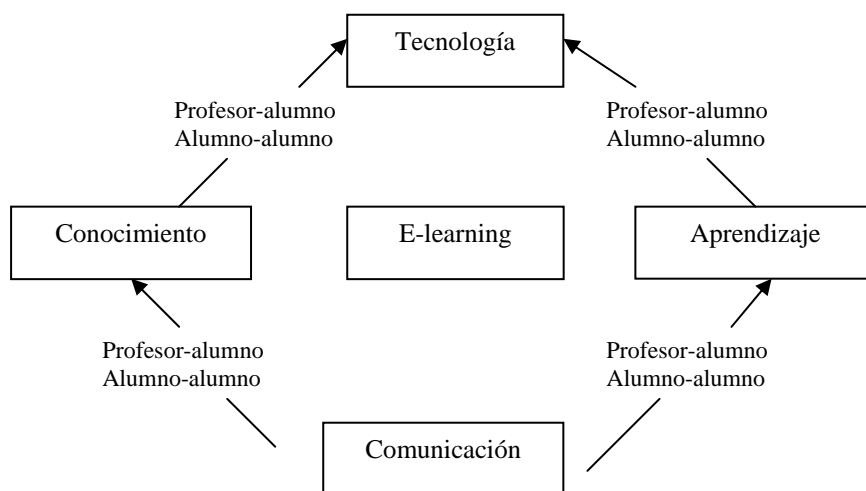 Tecnología
Profesor-alumno
Alumno-alumno
Profesor-alumno
Alumno-alumno
Conocimiento
E-learning
Aprendizaje
Profesor-alumno
Alumno-alumno
Profesor-alumno
Alumno-alumno
Comunicación